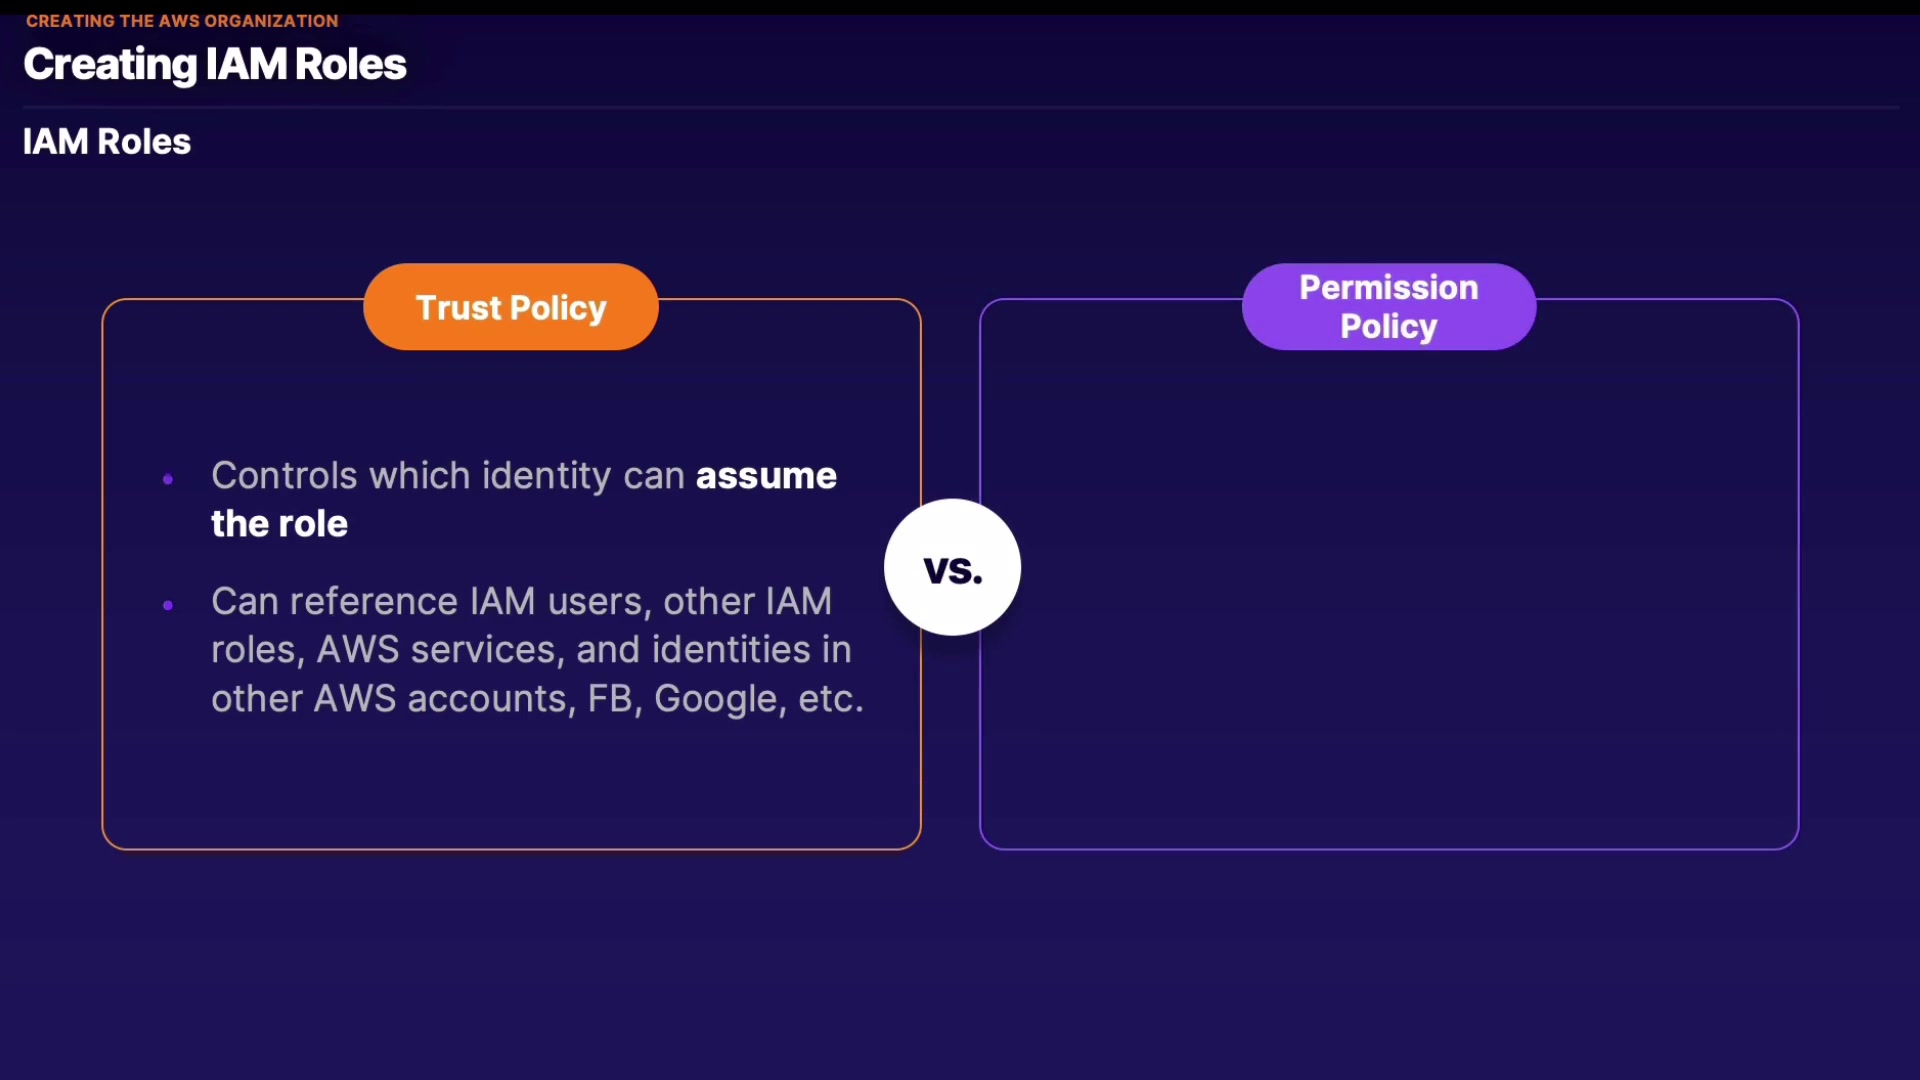 CREATING THE AWS ORGANIZATION
Creating IAM Roles
IAM Roles
Trust Policy
• Controls which identity can assume
the role
• Can reference IAM users, other IAM
roles, AWS services, and identities in
other AWS accounts, FB, Google, etc.
vs.
Permission
Policy